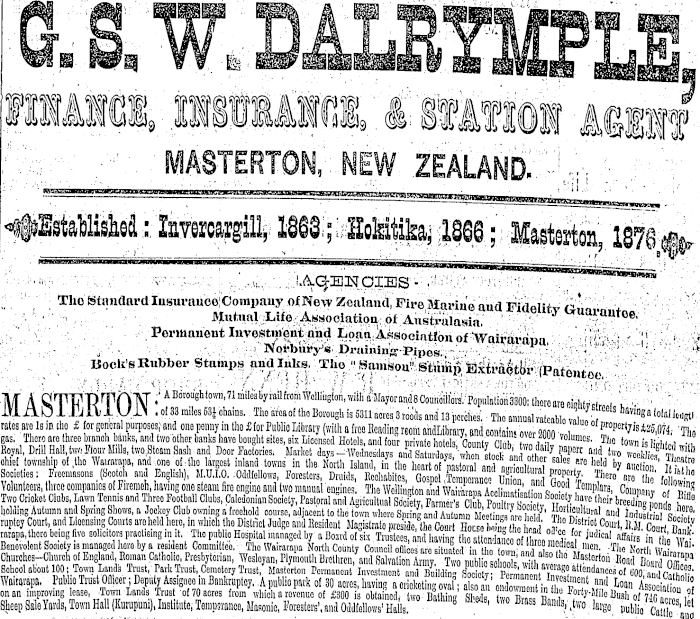 G. S. W. DALRYMPLE,
FINANCE, INSURANCE, & STATION AGENT
MASTERTON, NEW ZEALAND.
Established: Invercargill, 1863; Hokitika, 1866; Masterton, 1876.
AGENCIES
The Standard Insurance Company of New Zealand, Fire Marine and Fidelity Guarantee.
Mutual Life Association of Australasia.
Permanent Investment and Loan Association of Wairarapa.
Norbury's Draining Pipes.
Bock's Rubber Stamps and Inks. The "Samson" Stump Extractor (Patentee.
MASTERTON: A Borough town, 71 miles by rail from Wellington, with a Mayor and 8 Councillors. Population 3300: there are eighty streets having a total length
of 33 miles 53½ chains. The area of the Borough is 5311 acres 3 roods and 13 perches. The annual rateable value of property is £25,074. The
rates are 1s in the £ for general purposes, and one penny in the £ for Public Library (with a free Reading room and Library, and contains over 2000 volumes. The town is lighted with
gas. There are three branch banks, and two other banks have bought sites, six Licensed Hotels, and four private hotels, County Club, two daily papers and two weeklies, Theatre
Royal, Drill Hall, two Flour Mills, two Steam Sash and Door Factories. Market days—Wednesdays and Saturdays, when stock and other sales are held by auction. It is the
chief township of the Wairarapa, and one of the largest inland towns in the North Island, in the heart of pastoral and agricultural property. There are the following
Societies: Freemasons (Scotch and English), M.U.I.O. Oddfellows, Foresters, Druids, Rechabites, Gospel Temperance Union, and Good Templars, Company of Rifle
Volunteers, three companies of Firemen, having one steam fire engine and two manual engines. The Wellington and Wairarapa Acclimatisation Society have their breeding ponds here.
Two Cricket Clubs, Lawn Tennis and Three Football Clubs, Caledonian Society, Pastoral and Agricultural Society, Farmer's Club, Poultry Society, Horticultural and Industrial Society
holding Autumn and Spring Shows, a Jockey Club owning a freehold course, adjacent to the town where Spring and Autumn Meetings are held. The District Court, R.M. Court, Bank-
ruptcy Court, and Licensing Courts are held here, in which the District Judge and Resident Magistrate preside, the Court House being the head office for judical affairs in the Wai-
rarapa, there being five solicitors practising in it. The public Hospital managed by a Board of six Trustees, and having the attendance of three medical men. The North Wairarapa
Benevolent Society is managed here by a resident Committee. The Wairarapa North County Council offices are situated in the town, and also the Masterton Road Board Offices.
Churches—Church of England, Roman Catholic, Presbyterian, Wesleyan, Plymouth Brethren, and Salvation Army. Two public schools, with average attendances of 600, and Catholic
School about 100; Town Lands Trust, Park Trust, Cemetery Trust, Masterton Permanent Investment and Building Society; Permanent Investment and Loan Association of
Wairarapa. Public Trust Officer; Deputy Assignee in Bankruptcy. A public park of 30 acres, having a cricketing oval; also an endowment in the Forty-Mile Bush of 746 acres, let
on an improving lease, Town Lands Trust of 70 acres from which a revenue of £300 is obtained, two Bathing Sheds, two Brass Bands, two large public Cattle and
Sheep Sale Yards, Town Hall (Kurupuni), Institute, Temperance, Masonic, Foresters', and Oddfellows' Halls.